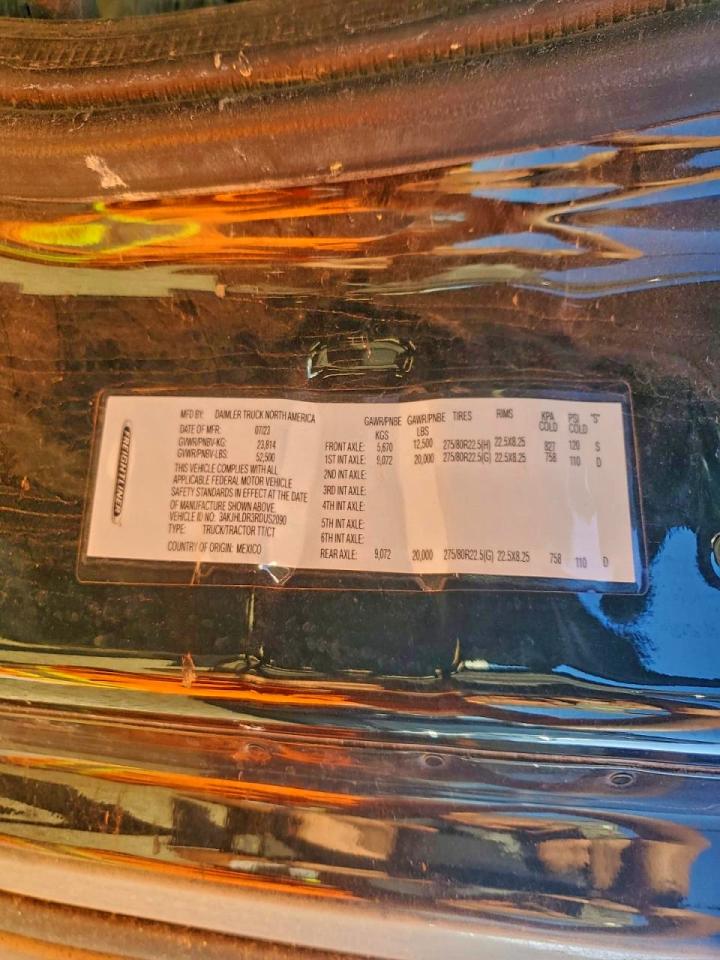 FREIGHTLINER
MFD BY: DAIMLER TRUCK NORTH AMERICA
DATE OF MFR: 07/23
GVWR/PNBV-KG: 23,814
GVWR/PNBV-LBS: 52,500
THIS VEHICLE COMPLIES WITH ALL
APPLICABLE FEDERAL MOTOR VEHICLE
SAFETY STANDARDS IN EFFECT AT THE DATE
OF MANUFACTURE SHOWN ABOVE.
VEHICLE ID NO: 3AKJHLDR3RDUS2090
TYPE: TRUCK/TRACTOR TT/CT
COUNTRY OF ORIGIN: MEXICO
GAWR/PNBE GAWR/PNBE TIRES RIMS KPA PSI "S"
KGS LBS COLD COLD
FRONT AXLE: 5,670 12,500 275/80R22.5(H) 22.5X8.25 827 120 S
1ST INT AXLE: 9,072 20,000 275/80R22.5(G) 22.5X8.25 758 110 D
2ND INT AXLE:
3RD INT AXLE:
4TH INT AXLE:
5TH INT AXLE:
6TH INT AXLE:
REAR AXLE: 9,072 20,000 275/80R22.5(G) 22.5X8.25 758 110 D